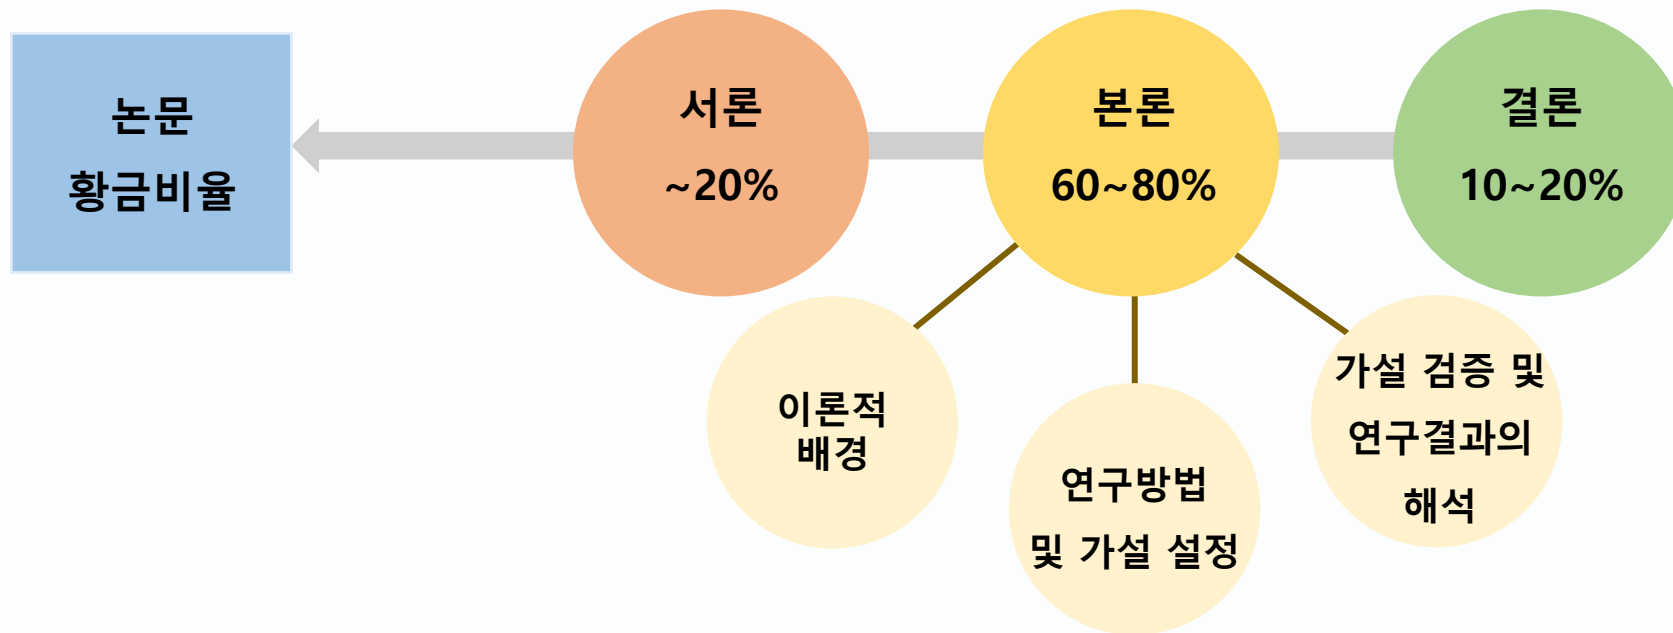 논문
황금비율
서론
~20%
본론
60~80%
결론
10~20%
이론적
배경
연구방법
및 가설 설정
가설 검증 및
연구결과의
해석